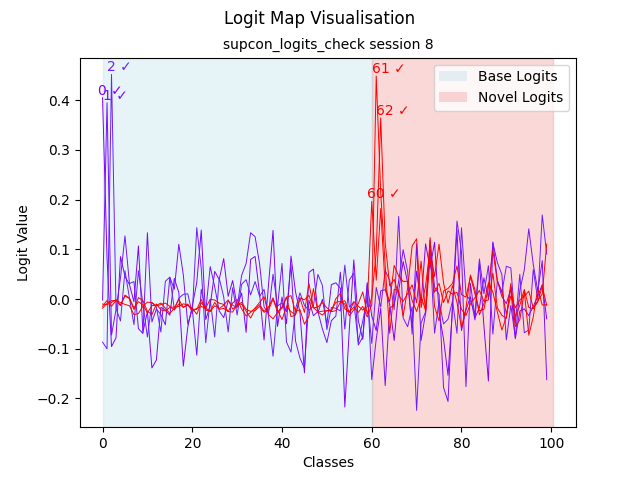 Logit Map Visualisation
supcon_logits_check session 8
2 ✓
0 ✓
1 ✓
61 ✓
62 ✓
60 ✓
Base Logits
Novel Logits
Logit Value
0.4
0.3
0.2
0.1
0.0
−0.1
−0.2
0 20 40 60 80 100
Classes